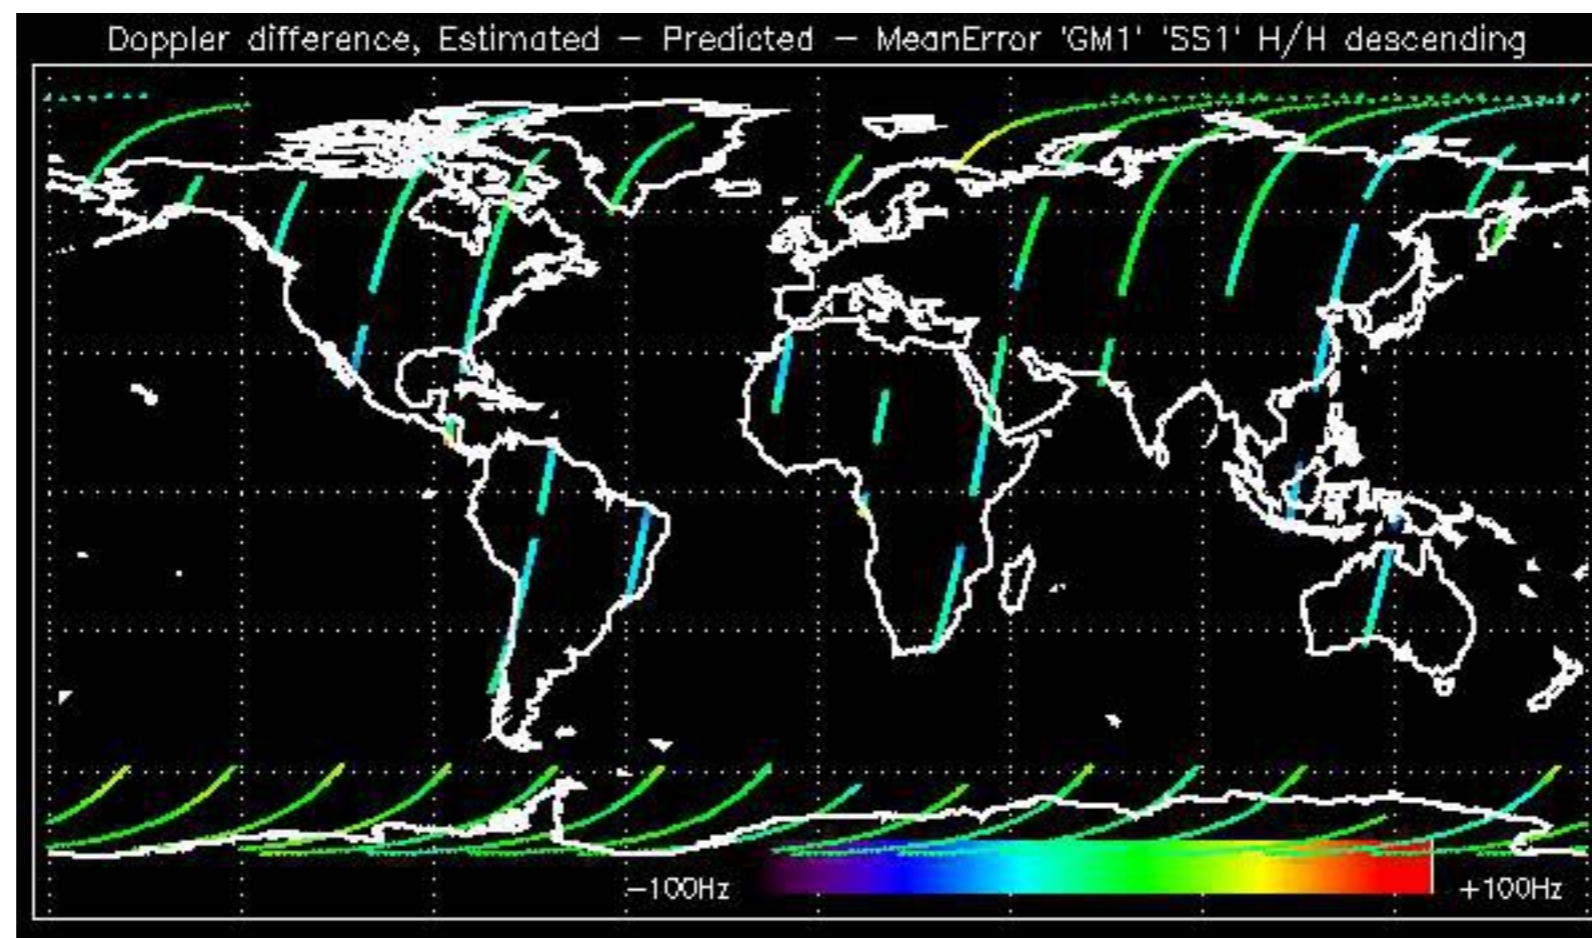 Doppler difference, Estimated — Predicted — MeanError 'GM1' 'SS1' H/H descending
−100Hz
+100Hz